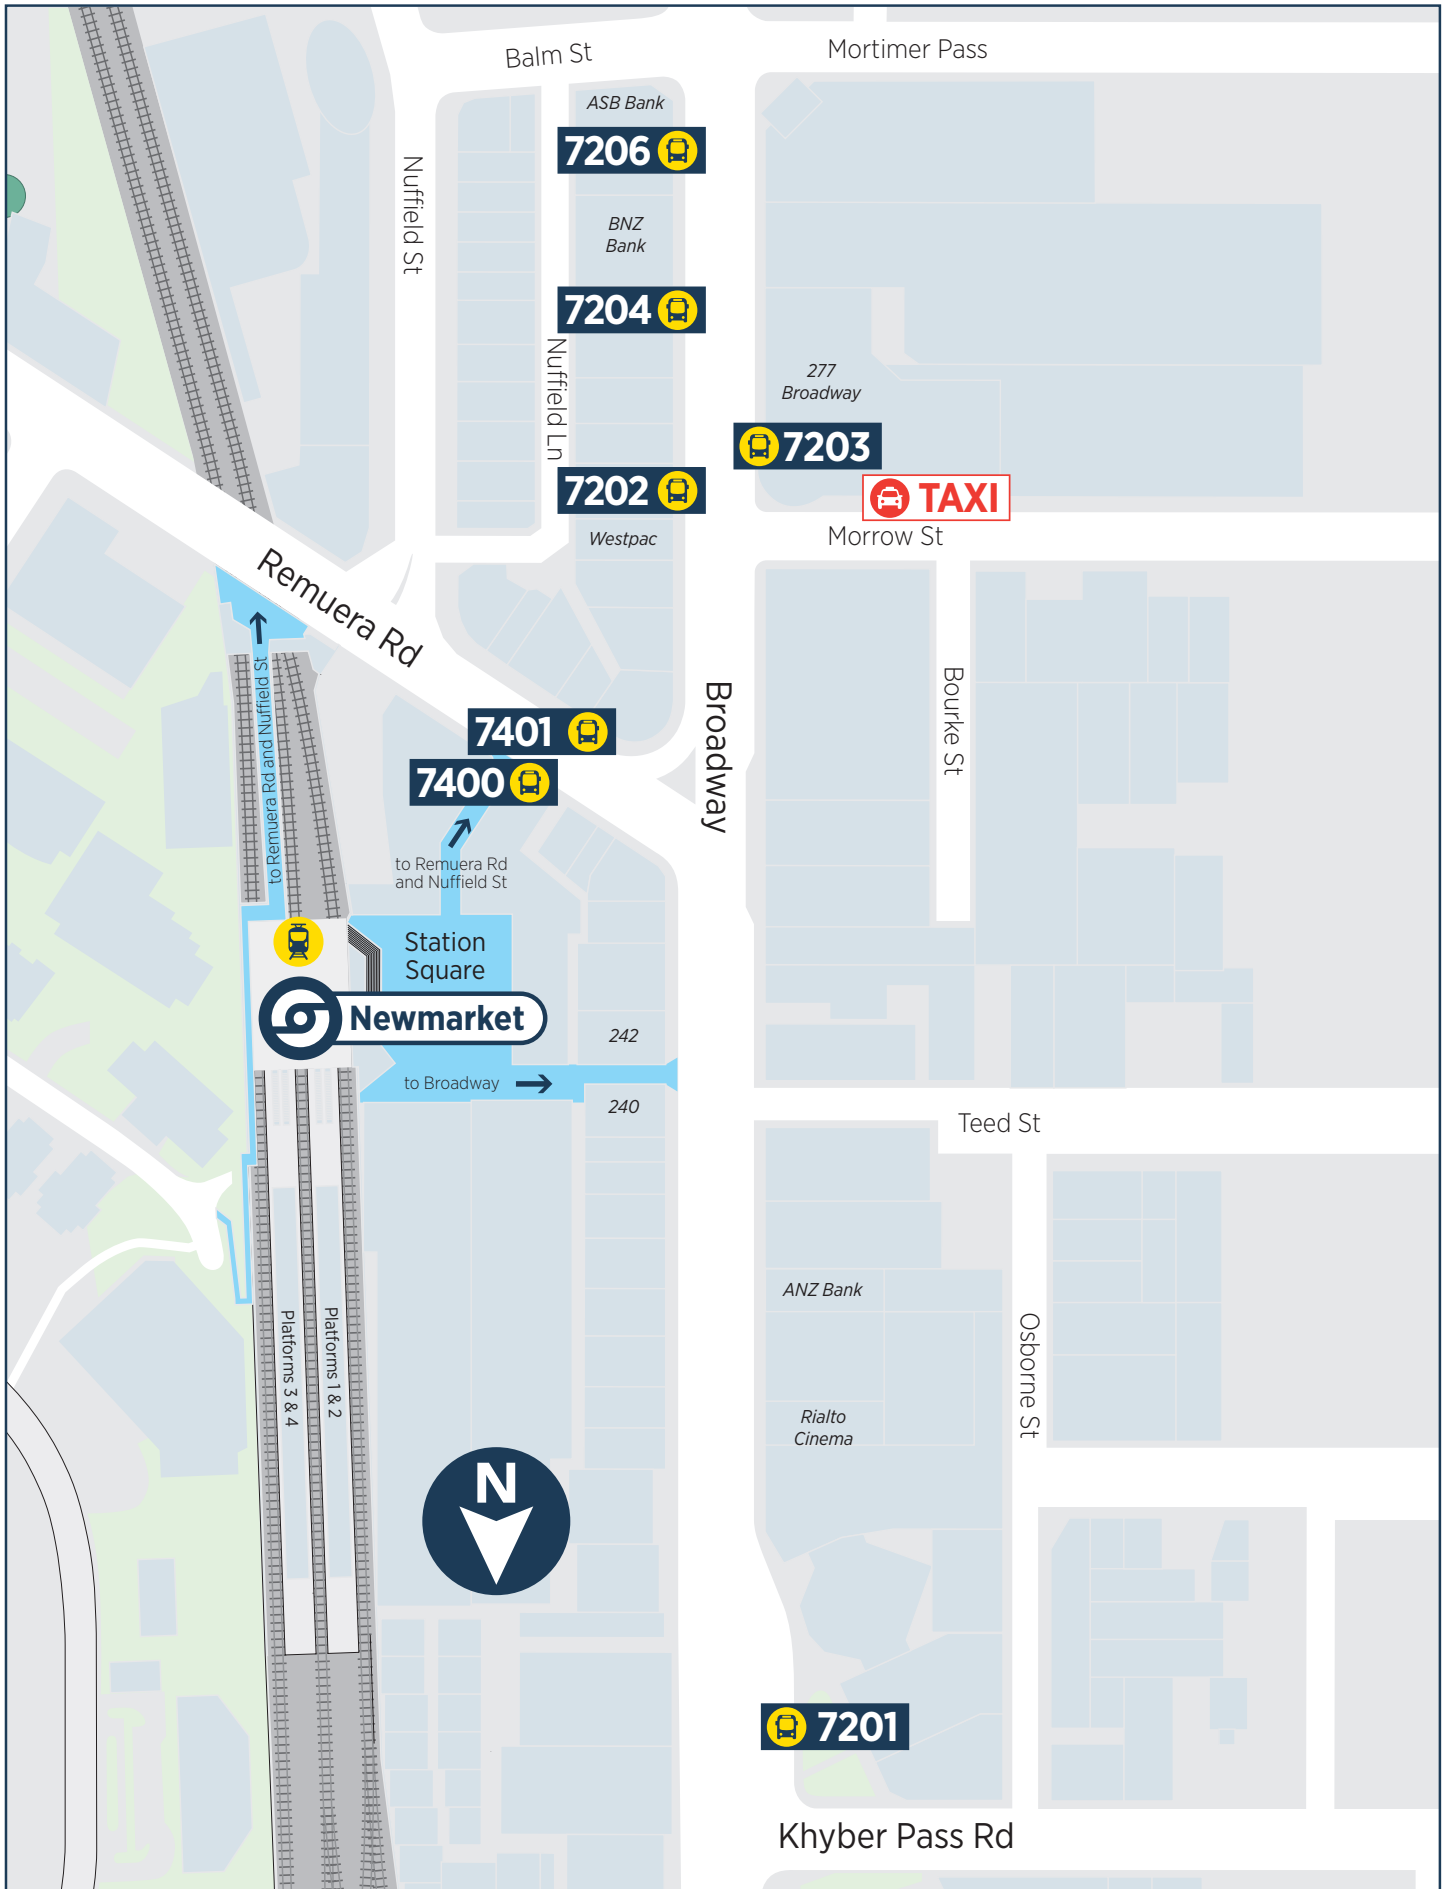 Balm St
Mortimer Pass
ASB Bank
7206
Nuffield St
BNZ
Bank
7204
Nuffield Ln
277
Broadway
7203
7202
TAXI
Westpac
Morrow St
Remuera Rd
to Remuera Rd and Nuffield St
Broadway
Bourke St
7401
7400
to Remuera Rd
and Nuffield St
Station
Square
Newmarket
242
to Broadway
240
Teed St
ANZ Bank
Platforms 3 & 4
Platforms 1 & 2
Osborne St
Rialto
Cinema
N
7201
Khyber Pass Rd